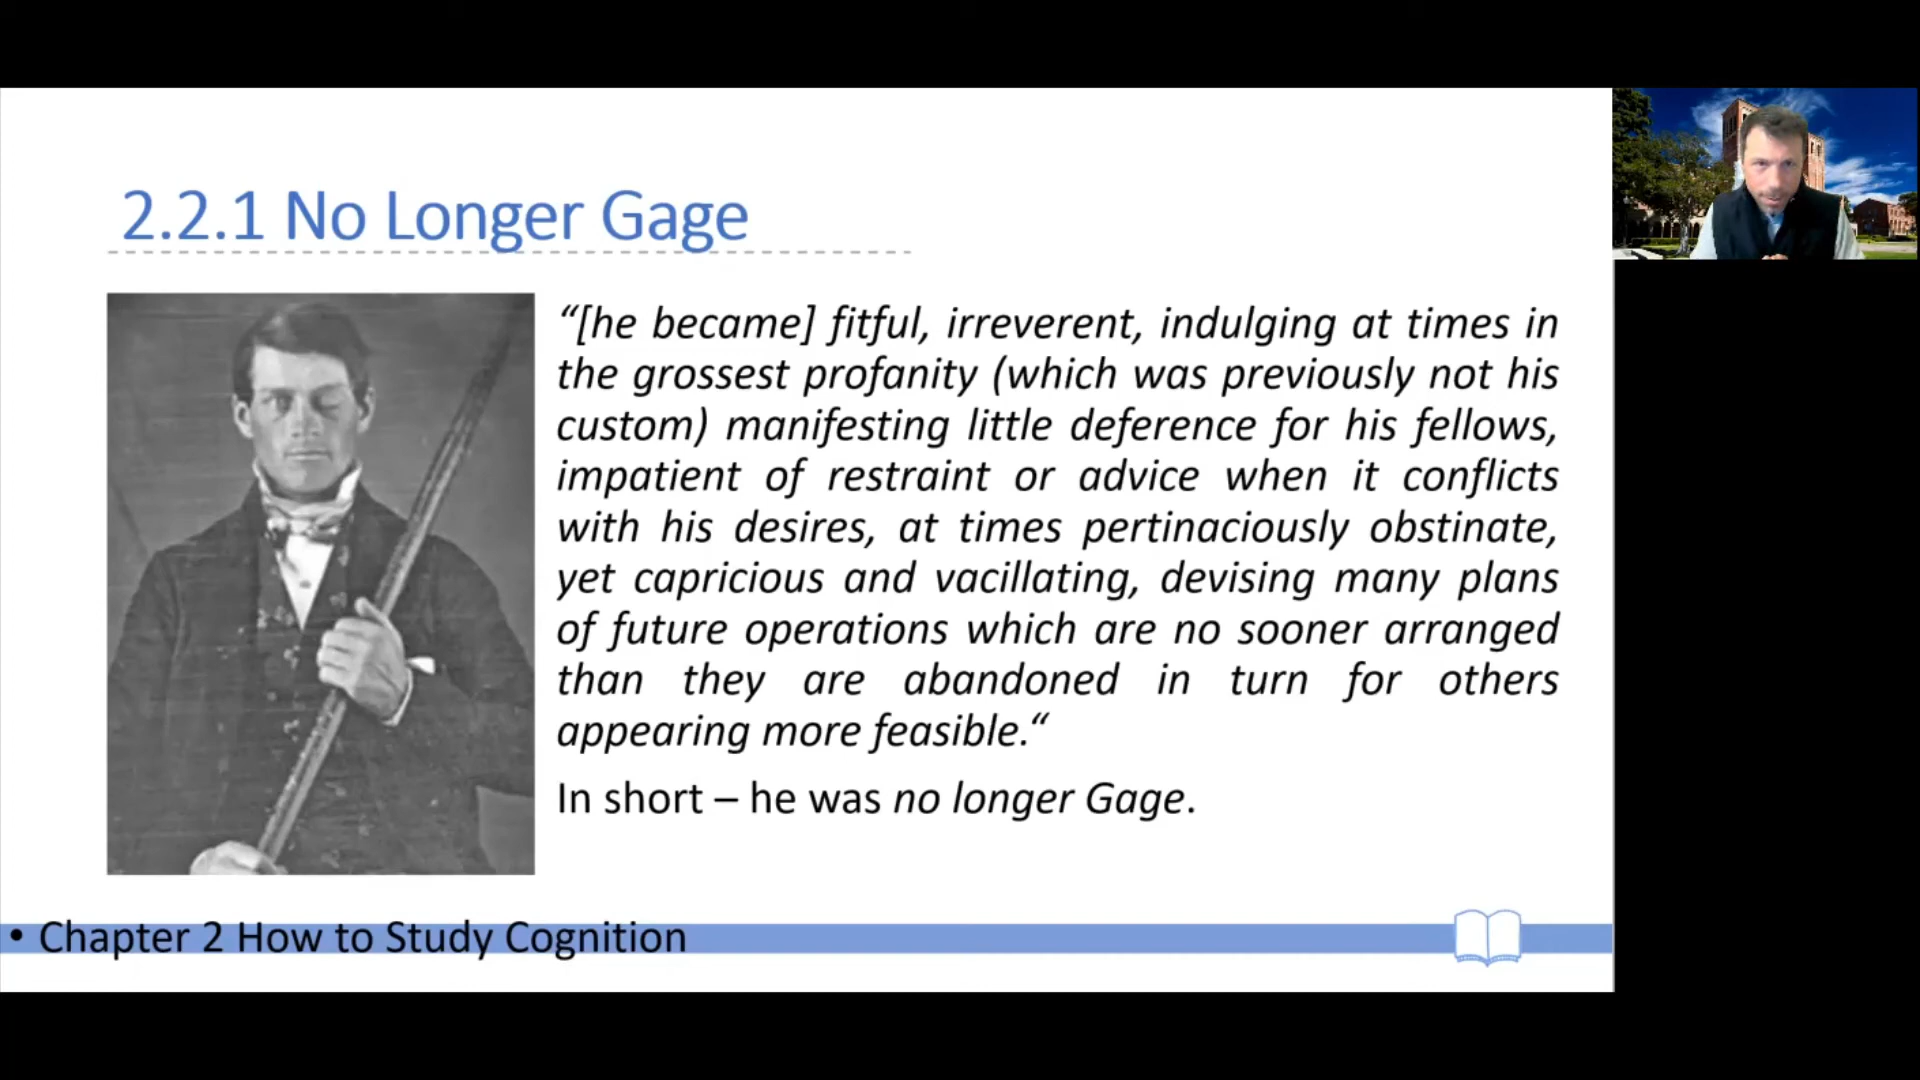 2.2.1 No Longer Gage
“[he became] fitful, irreverent, indulging at times in
the grossest profanity (which was previously not his
custom) manifesting little deference for his fellows,
impatient of restraint or advice when it conflicts
with his desires, at times pertinaciously obstinate,
yet capricious and vacillating, devising many plans
of future operations which are no sooner arranged
than they are abandoned in turn for others
appearing more feasible.“
In short – he was no longer Gage.
• Chapter 2 How to Study Cognition